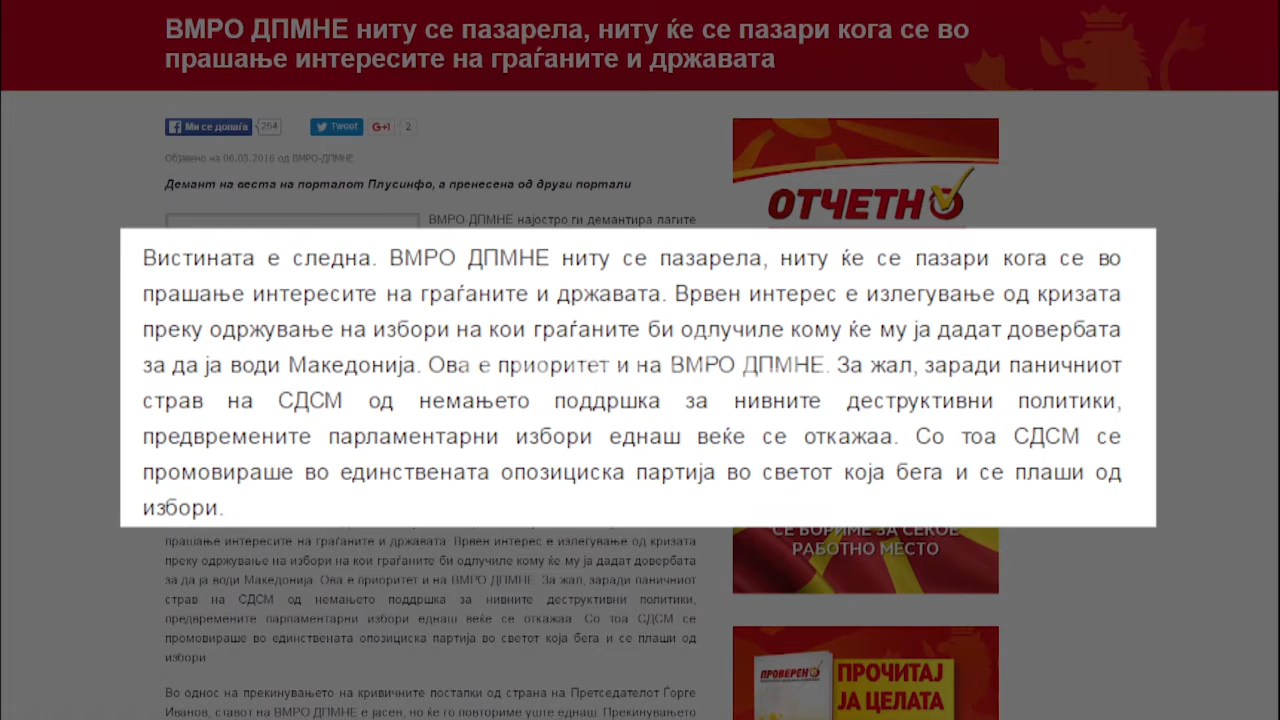 ВМРО ДПМНЕ ниту се пазарела, ниту ќе се пазари кога се во
прашање интересите на граѓаните и државата
Ми се допаѓа 254 Tweet G+1 2
Објавено на 06.05.2016 од ВМРО-ДПМНЕ
Демант на веста на порталот Плусинфо, а пренесена од други портали
ВМРО-ДПМНЕ најостро ги демантира лагите
ОТЧЕТНО
Вистината е следна. ВМРО ДПМНЕ ниту се пазарела, ниту ќе се пазари кога се во
прашање интересите на граѓаните и државата. Врвен интерес е излегување од кризата
преку одржување на избори на кои граѓаните би одлучиле кому ќе му ја дадат довербата
за да ја води Македонија. Ова е приоритет и на ВМРО ДПМНЕ. За жал, заради паничниот
страв на СДСМ од немањето поддршка за нивните деструктивни политики,
предвремените парламентарни избори еднаш веќе се откажаа. Со тоа СДСМ се
промовираше во единствената опозициска партија во светот која бега и се плаши од
избори.
СЕ БОРИМЕ ЗА СЕКОЕ
РАБОТНО МЕСТО
прашање интересите на граѓаните и државата. Врвен интерес е излегување од кризата
преку одржување на избори на кои граѓаните би одлучиле кому ќе му ја дадат довербата
за да ја води Македонија. Ова е приоритет и на ВМРО ДПМНЕ. За жал, заради паничниот
страв на СДСМ од немањето поддршка за нивните деструктивни политики,
предвремените парламентарни избори еднаш веќе се откажаа. Со тоа СДСМ се
промовираше во единствената опозициска партија во светот која бега и се плаши од
избори.
ПРОВЕРЕНО
ПРОЧИТАЈ
ЈА ЦЕЛАТА
Во однос на прекинувањето на кривичните постапки од страна на Претседателот Ѓорге
Иванов, ставот на ВМРО ДПМНЕ е јасен, но ќе го повториме уште еднаш. Прекинувањето